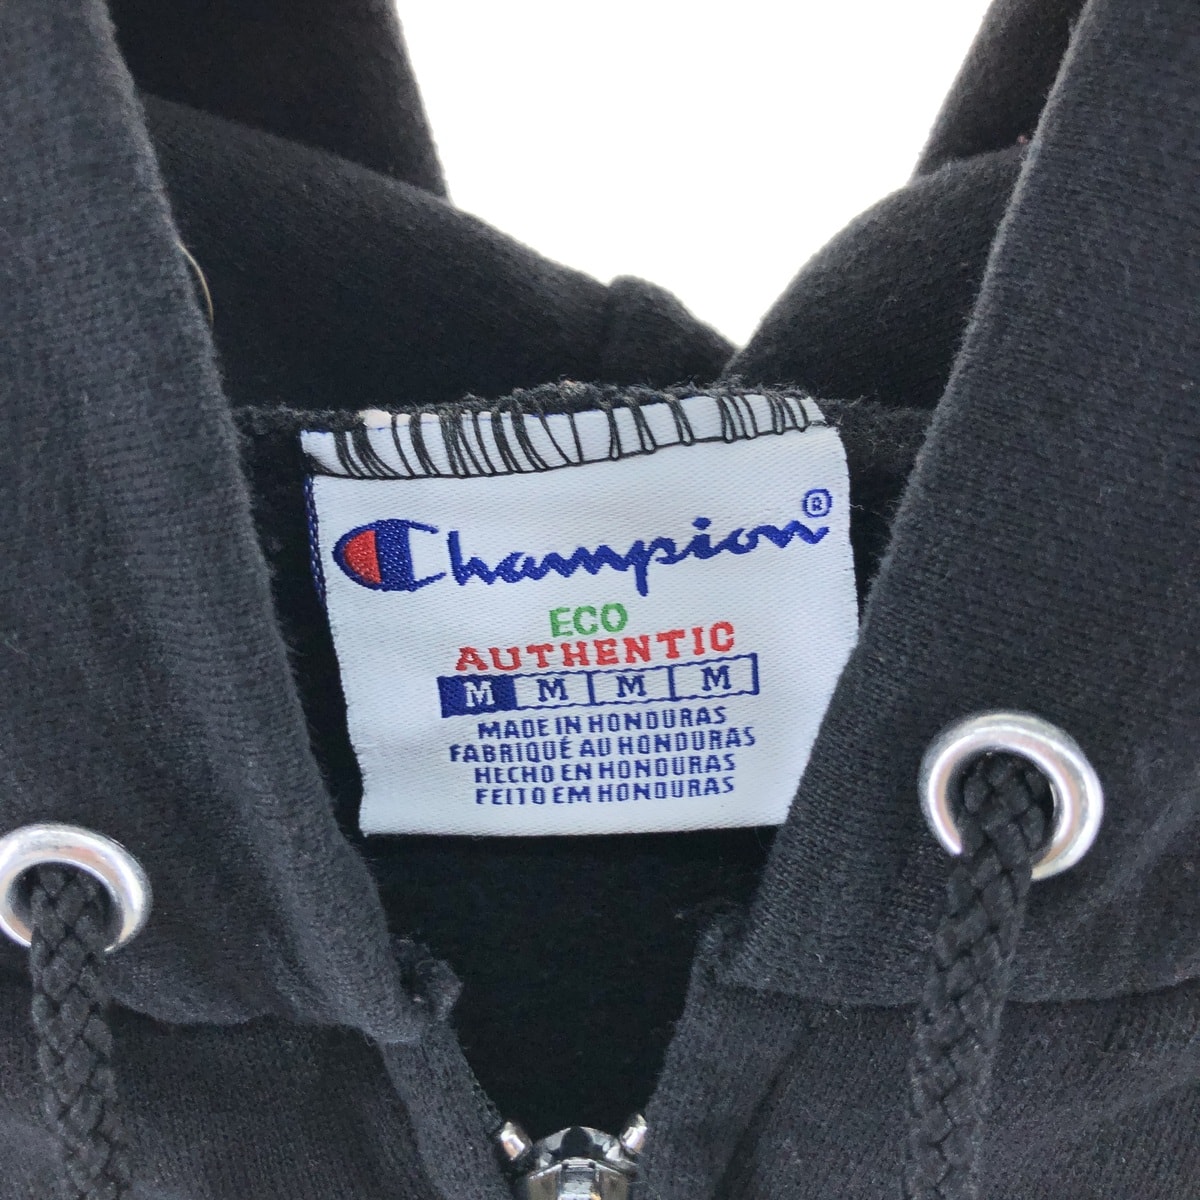 Champion®
ECO
AUTHENTIC
M M M M
MADE IN HONDURAS
FABRIQUÉ AU HONDURAS
HECHO EN HONDURAS
FEITO EM HONDURAS